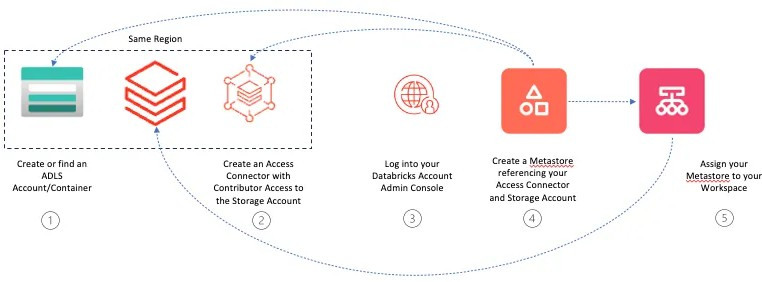 Same Region
Create or find an
ADLS
Account/Container
1
Create an Access
Connector with
Contributor Access to
the Storage Account
2
Log into your
Databricks Account
Admin Console
3
Create a Metastore
referencing your
Access Connector
and Storage Account
4
Assign your
Metastore to your
Workspace
5